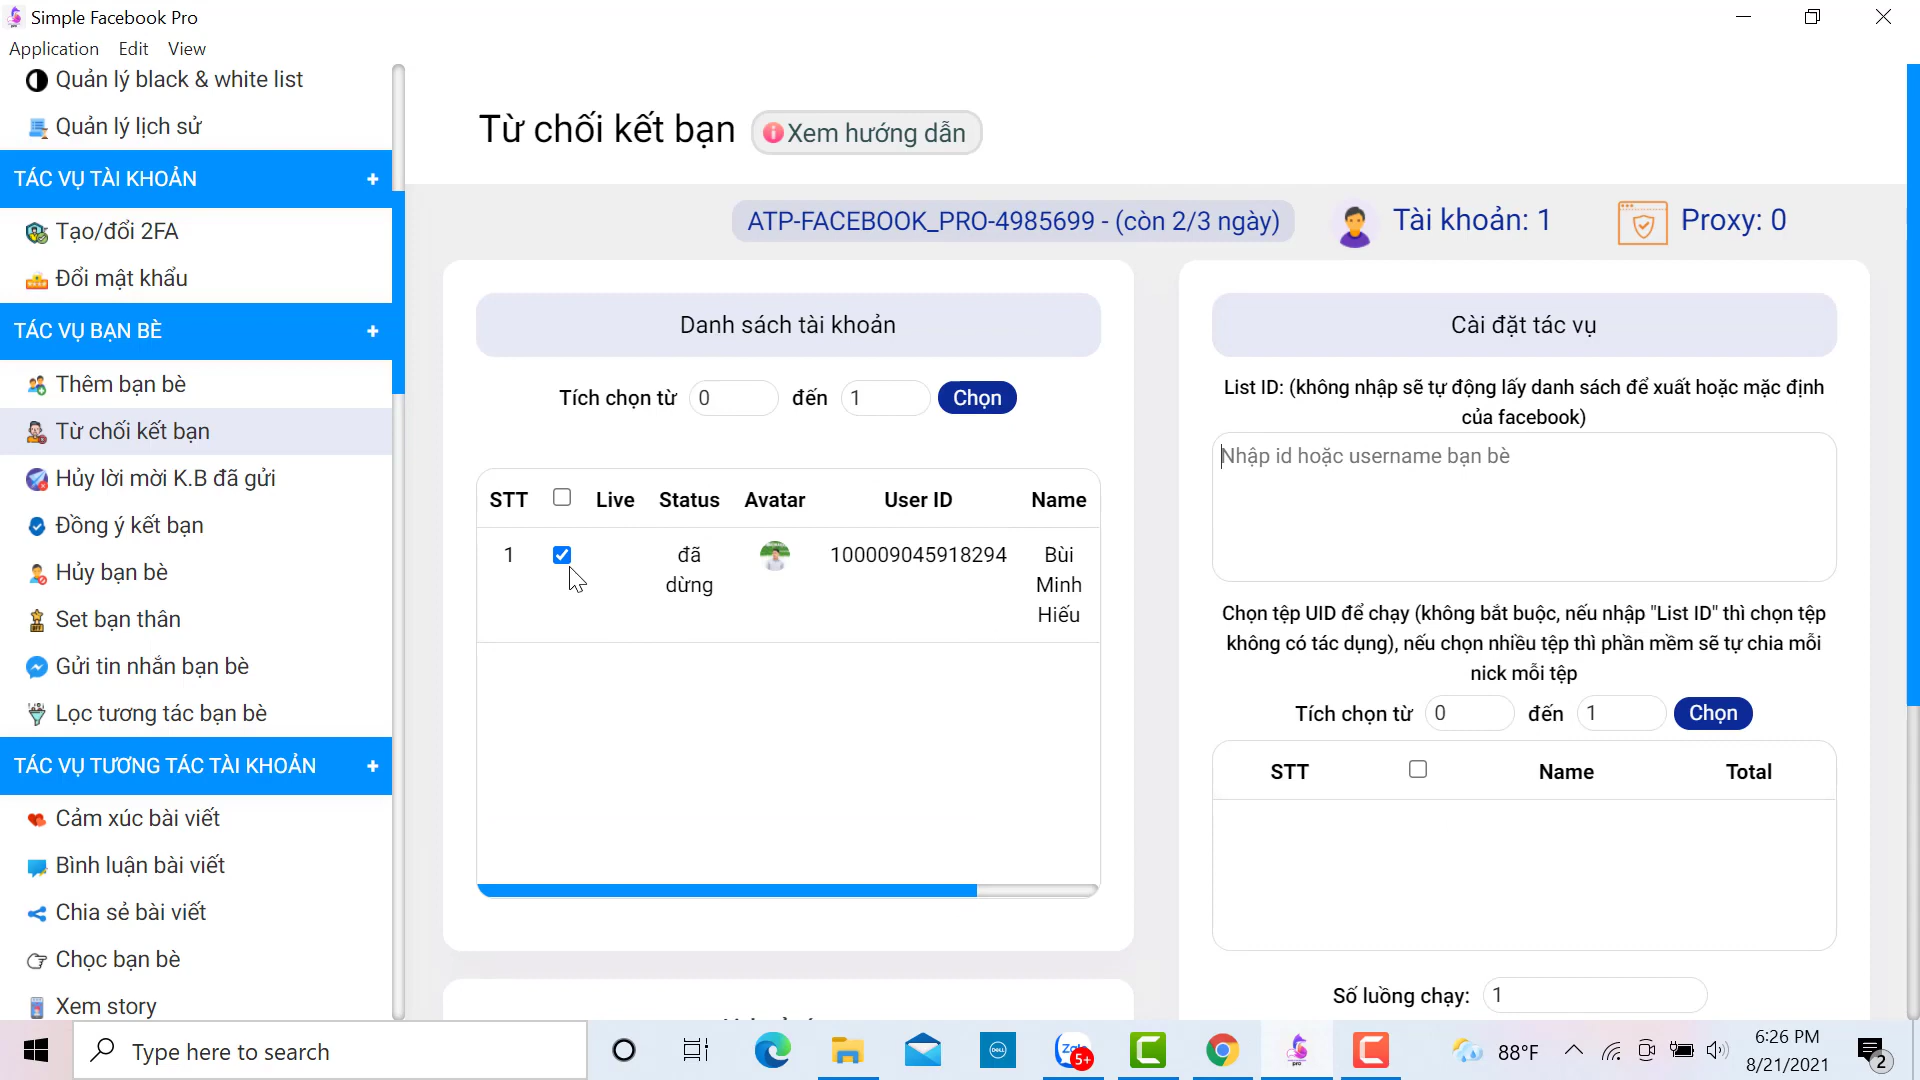 Simple Facebook Pro
Application Edit View
Quản lý black & white list
Quản lý lịch sử
TÁC VỤ TÀI KHOẢN +
Tạo/đổi 2FA
Đổi mật khẩu
TÁC VỤ BẠN BÈ +
Thêm bạn bè
Từ chối kết bạn
Hủy lời mời K.B đã gửi
Đồng ý kết bạn
Hủy bạn bè
Set bạn thân
Gửi tin nhắn bạn bè
Lọc tương tác bạn bè
TÁC VỤ TƯƠNG TÁC TÀI KHOẢN +
Cảm xúc bài viết
Bình luận bài viết
Chia sẻ bài viết
Chọc bạn bè
Xem story
Từ chối kết bạn Xem hướng dẫn
ATP-FACEBOOK_PRO-4985699 - (còn 2/3 ngày) Tài khoản: 1 Proxy: 0
Danh sách tài khoản
Tích chọn từ 0 đến 1 Chọn
STT Live Status Avatar User ID Name
1 đã 100009045918294 Bùi
dừng Minh
Hiếu
Cài đặt tác vụ
List ID: (không nhập sẽ tự động lấy danh sách để xuất hoặc mặc định
của facebook)
Nhập id hoặc username bạn bè
Chọn tệp UID để chạy (không bắt buộc, nếu nhập "List ID" thì chọn tệp
không có tác dụng), nếu chọn nhiều tệp thì phần mềm sẽ tự chia mỗi
nick mỗi tệp
Tích chọn từ 0 đến 1 Chọn
STT Name Total
Số luồng chạy: 1
Type here to search
DELL
Zalo
5+
pro
88°F
6:26 PM
8/21/2021
2